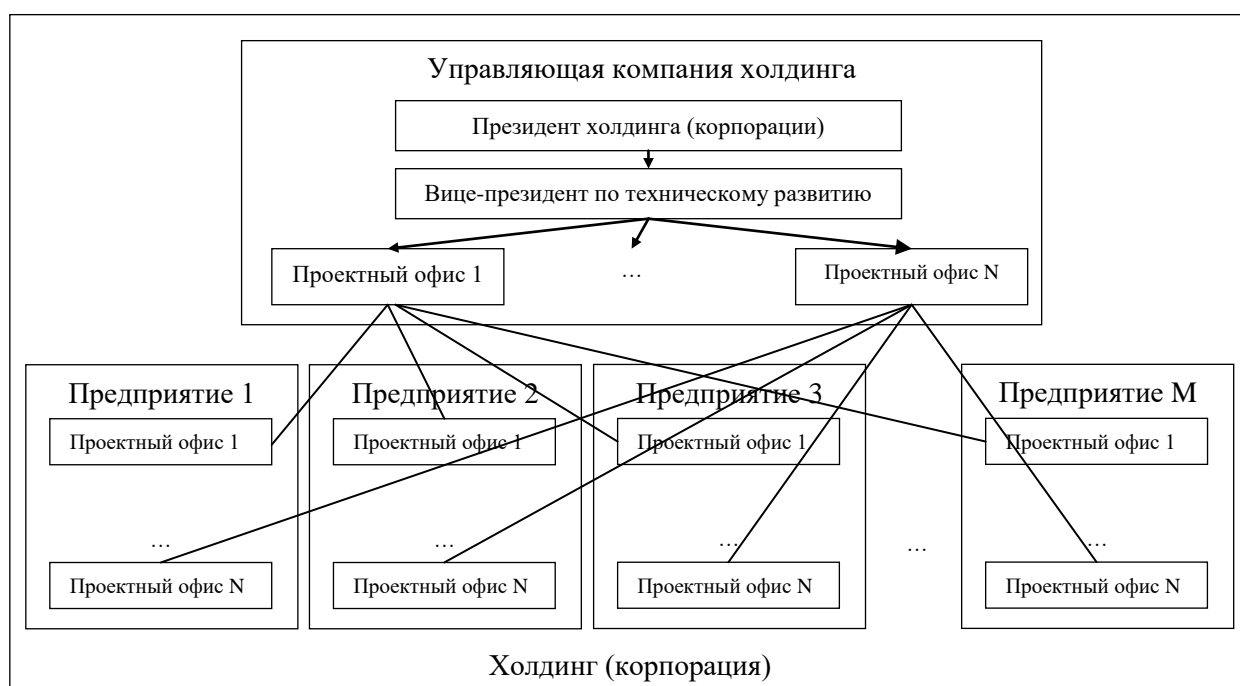 Управляющая компания холдинга
Президент холдинга (корпорации)
Вице-президент по техническому развитию
Проектный офис 1
…
Проектный офис N
Предприятие 1
Проектный офис 1
…
Проектный офис N
Предприятие 2
Проектный офис 1
…
Проектный офис N
Предприятие 3
Проектный офис 1
…
Проектный офис N
…
Предприятие M
Проектный офис 1
…
Проектный офис N
Холдинг (корпорация)